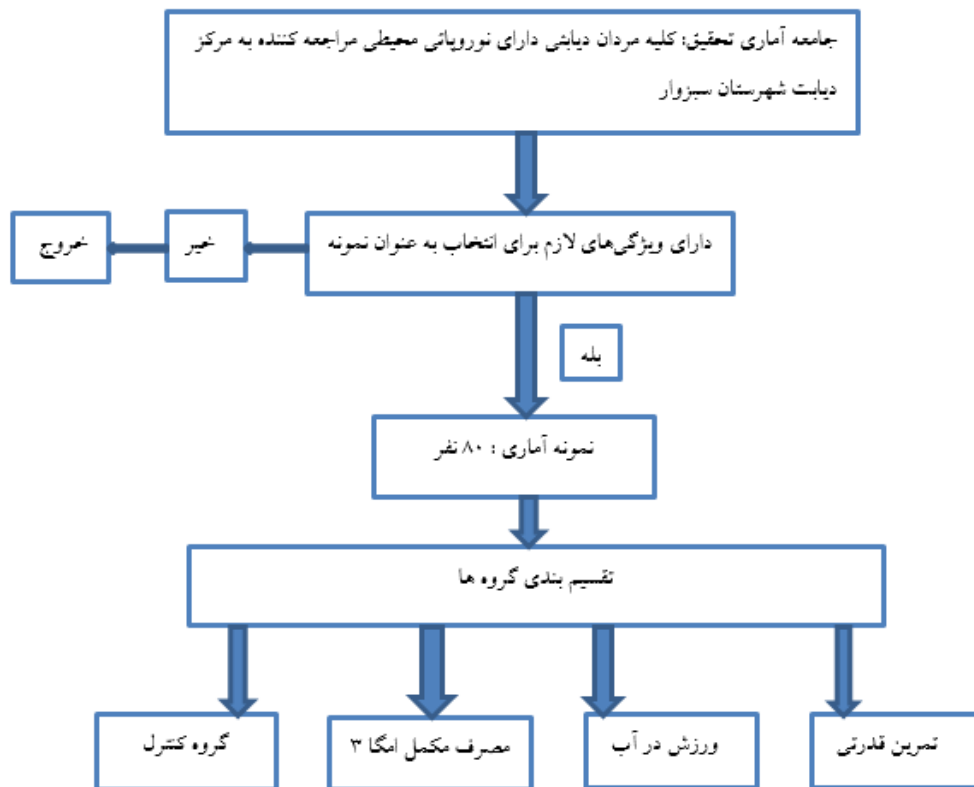 جامعه آماری تحقیق: کلیه مردان دیابتی دارای نوروپاتی محیطی مراجعه کننده به مرکز
دیابت شهرستان سبزوار
دارای ویژگی‌های لازم برای انتخاب به عنوان نمونه
خیر
خروج
بله
نمونه آماری : ۸۰ نفر
تقسیم بندی گروه ها
تمرین قدرتی
ورزش در آب
مصرف مکمل امگا ۳
گروه کنترل